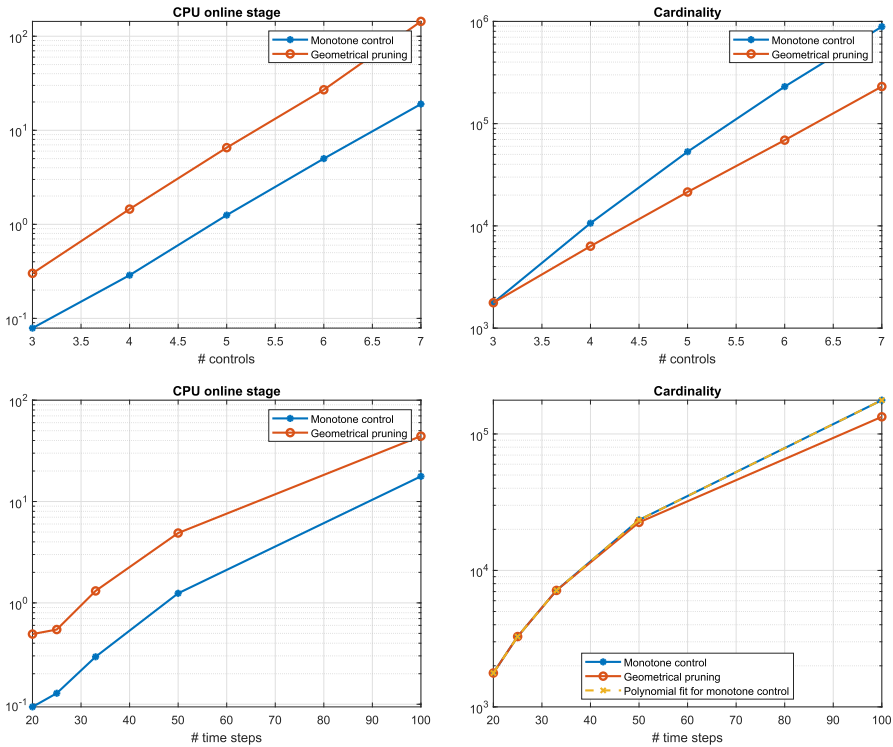 CPU online stage
10^2
10^1
10^0
10^-1
Monotone control
Geometrical pruning
3 3.5 4 4.5 5 5.5 6 6.5 7
# controls
Cardinality
10^6
10^5
10^4
10^3
Monotone control
Geometrical pruning
3 3.5 4 4.5 5 5.5 6 6.5 7
# controls
CPU online stage
10^2
10^1
10^0
10^-1
Monotone control
Geometrical pruning
20 30 40 50 60 70 80 90 100
# time steps
Cardinality
10^5
10^4
10^3
Monotone control
Geometrical pruning
Polynomial fit for monotone control
20 30 40 50 60 70 80 90 100
# time steps